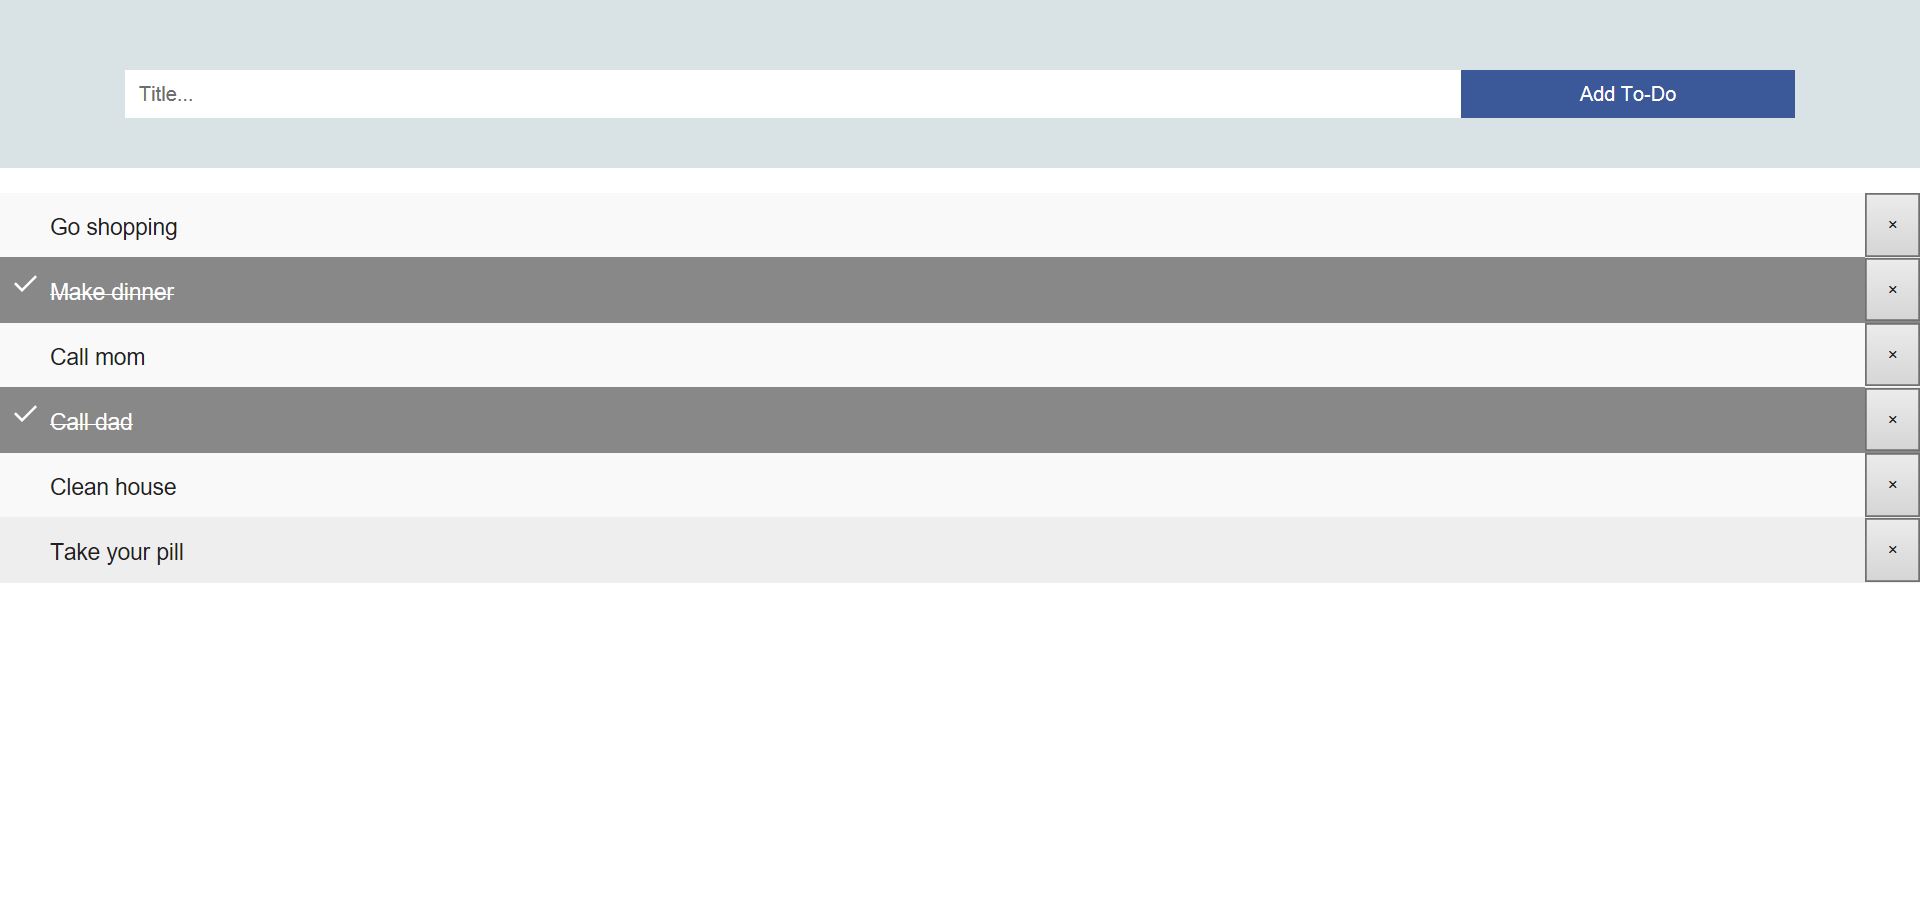 Title...
Add To-Do
Go shopping
×
Make dinner
×
Call mom
×
Call dad
×
Clean house
×
Take your pill
×